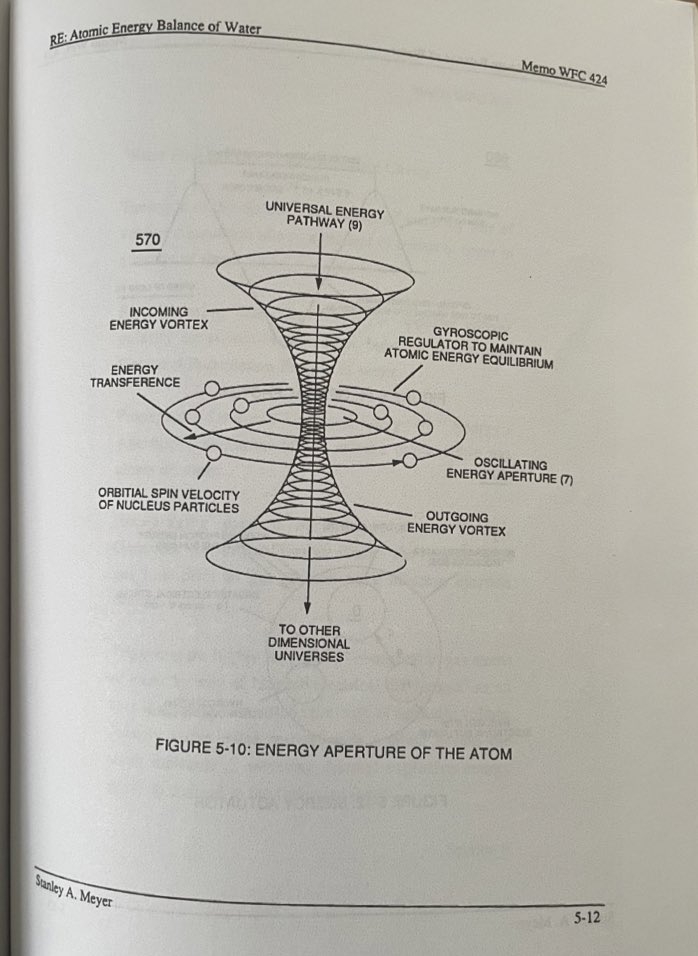 RE: Atomic Energy Balance of Water
Memo WFC 424
UNIVERSAL ENERGY
PATHWAY (9)
570
INCOMING
ENERGY VORTEX
GYROSCOPIC
REGULATOR TO MAINTAIN
ATOMIC ENERGY EQUILIBRIUM
ENERGY
TRANSFERENCE
OSCILLATING
ENERGY APERTURE (7)
ORBITIAL SPIN VELOCITY
OF NUCLEUS PARTICLES
OUTGOING
ENERGY VORTEX
TO OTHER
DIMENSIONAL
UNIVERSES
FIGURE 5-10: ENERGY APERTURE OF THE ATOM
Stanley A. Meyer
5-12